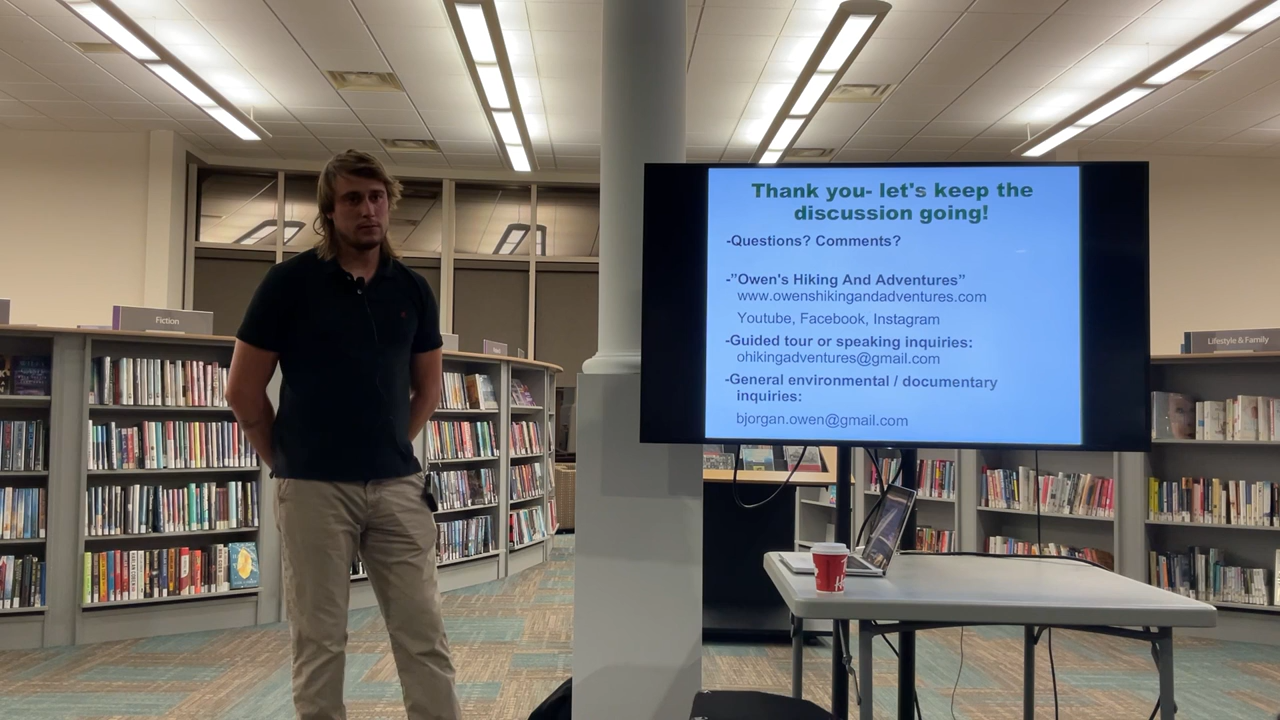 Fiction
Thank you- let's keep the
discussion going!
-Questions? Comments?
-”Owen's Hiking And Adventures”
www.owenshikingandadventures.com
Youtube, Facebook, Instagram
-Guided tour or speaking inquiries:
ohikingadventures@gmail.com
-General environmental / documentary
inquiries:
bjorgan.owen@gmail.com
Lifestyle & Family